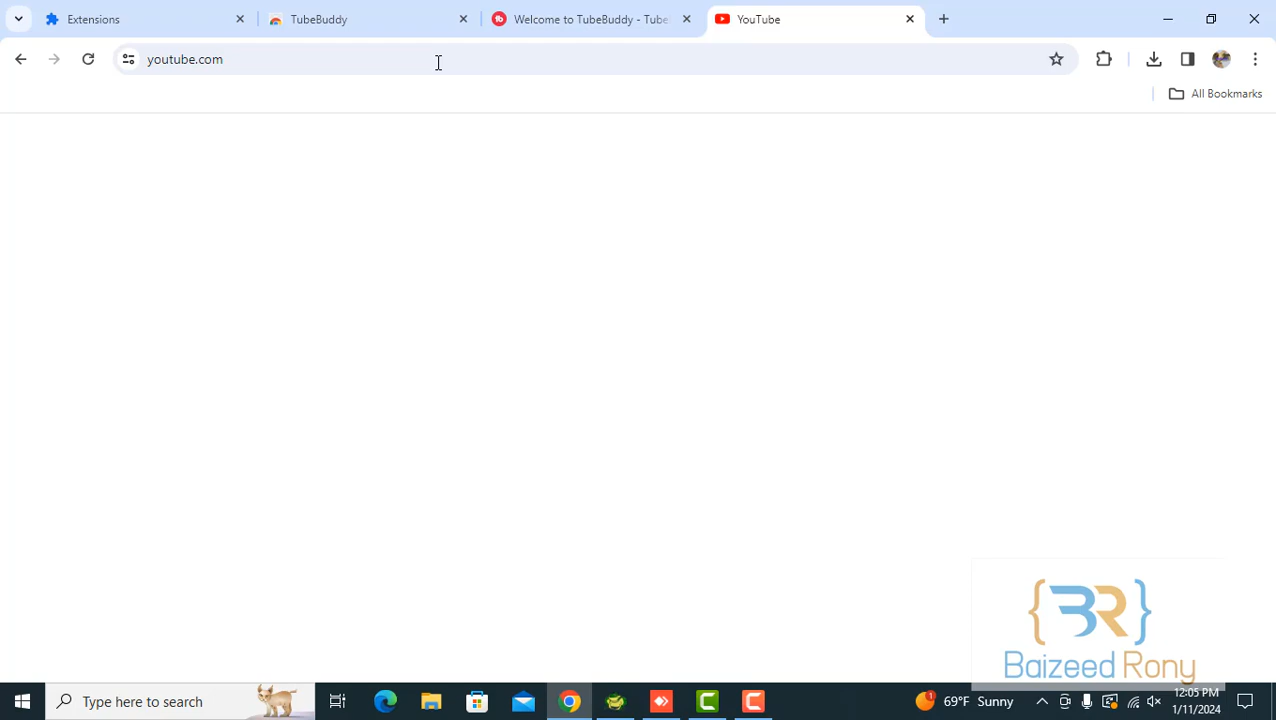 Extensions
TubeBuddy
Welcome to TubeBuddy - Tube
YouTube
youtube.com
All Bookmarks
BR
Baizeed Rony
Type here to search
1
69°F Sunny
12:05 PM
1/11/2024